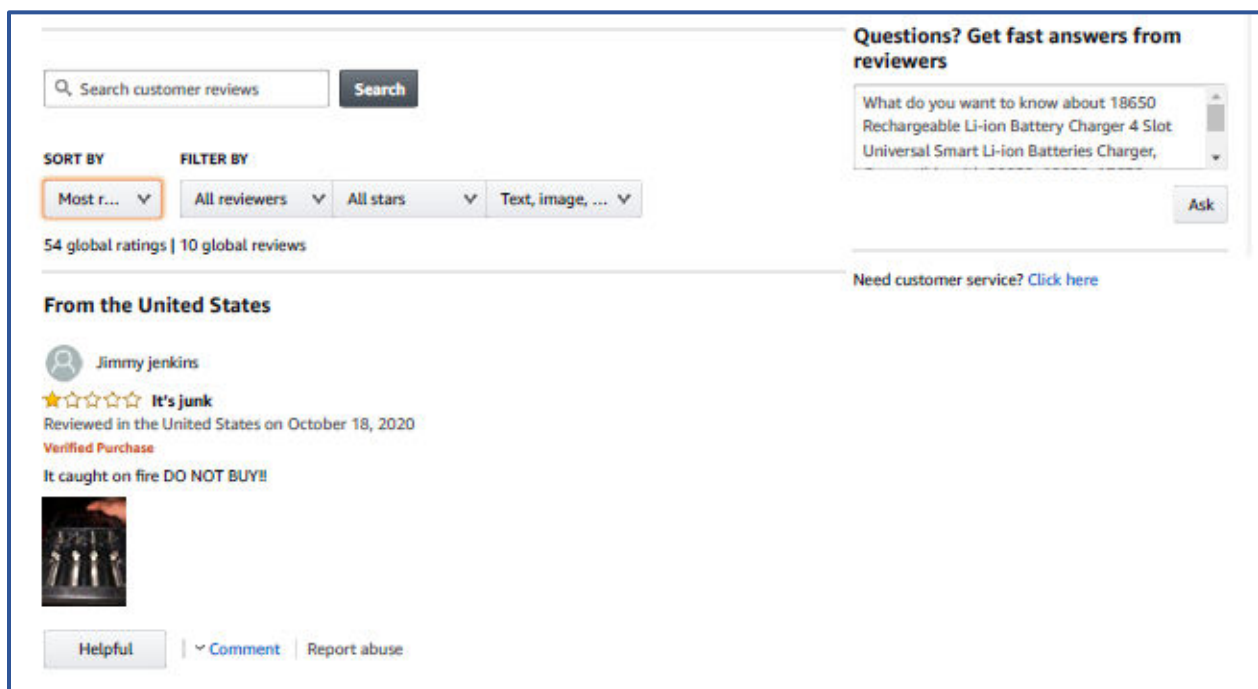 Search customer reviews
Search
SORT BY
FILTER BY
Most r...
All reviewers
All stars
Text, image, ...
54 global ratings | 10 global reviews
From the United States
Jimmy jenkins
It's junk
Reviewed in the United States on October 18, 2020
Verified Purchase
It caught on fire DO NOT BUY!!
Helpful
Comment
Report abuse
Questions? Get fast answers from
reviewers
What do you want to know about 18650
Rechargeable Li-ion Battery Charger 4 Slot
Universal Smart Li-ion Batteries Charger,
Ask
Need customer service? Click here